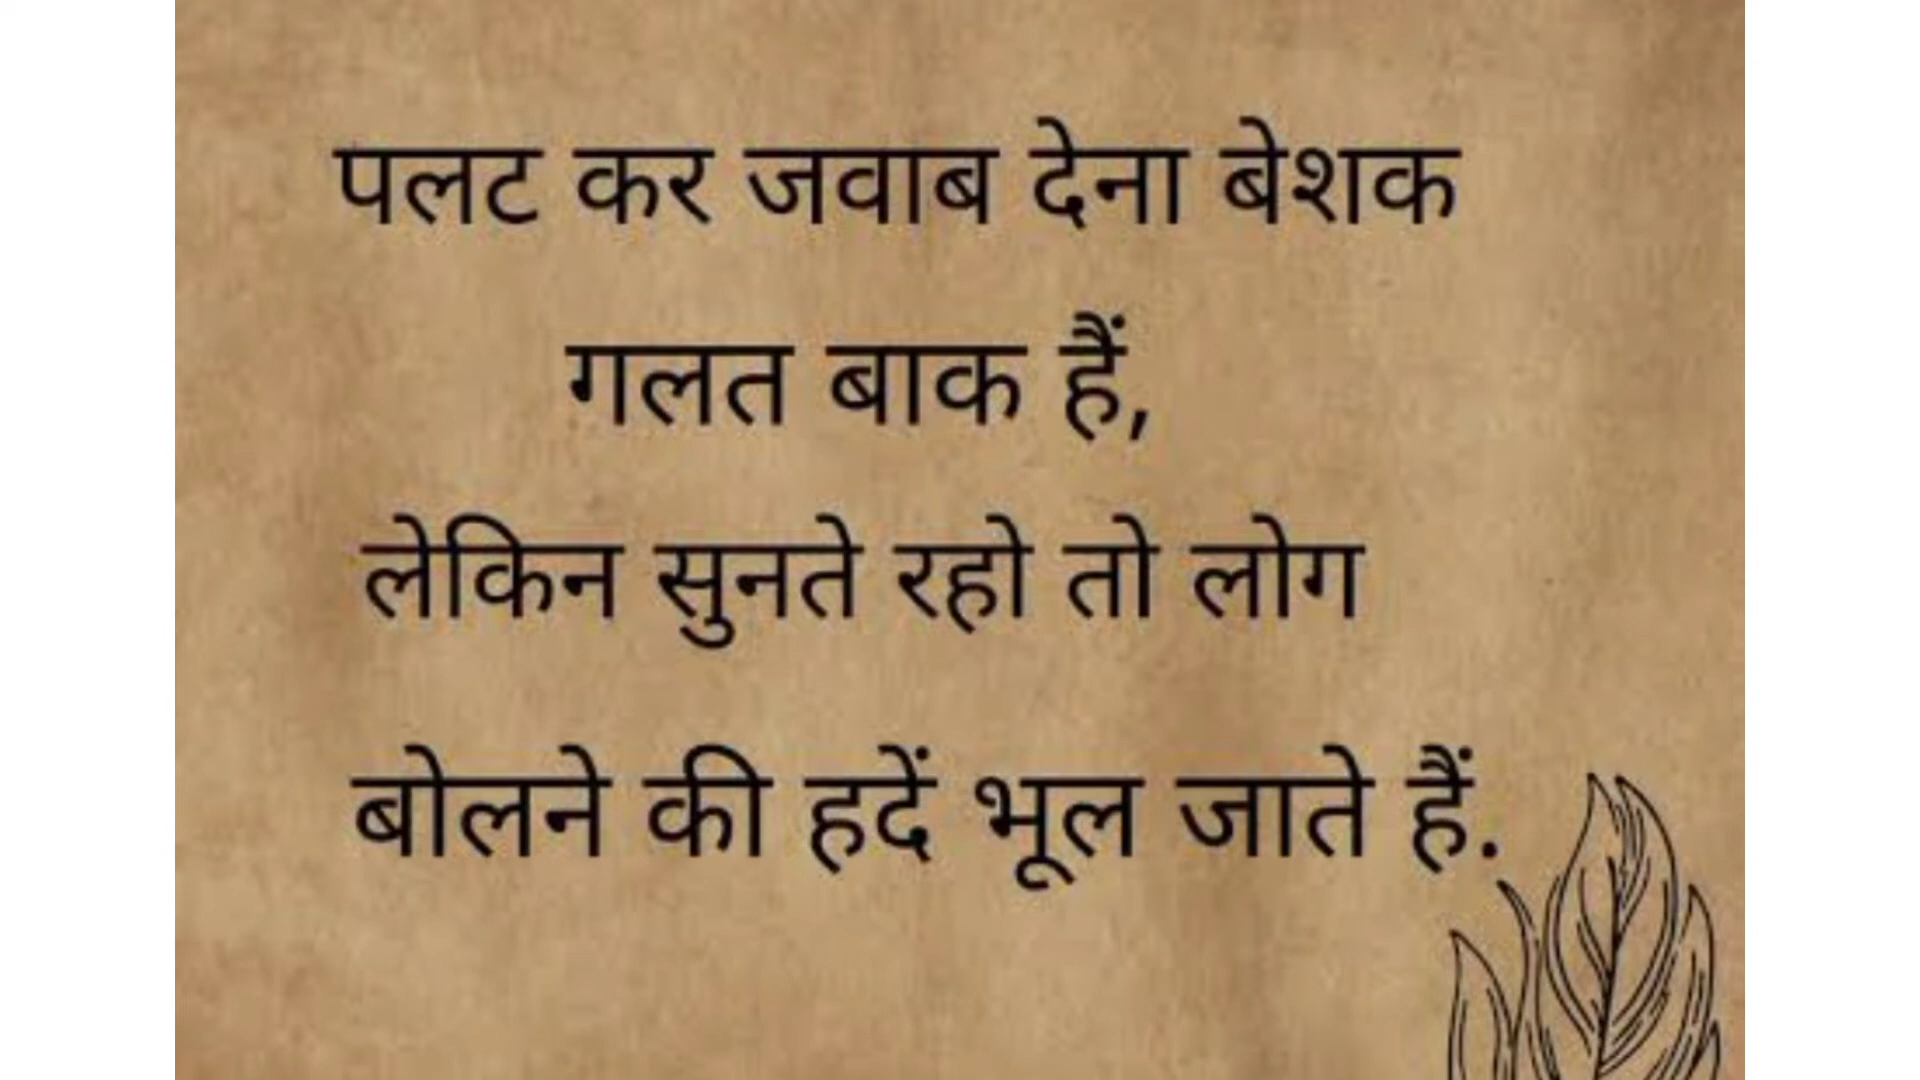 पलट कर जवाब देना बेशक
गलत बाक हैं,
लेकिन सुनते रहो तो लोग
बोलने की हदें भूल जाते हैं.